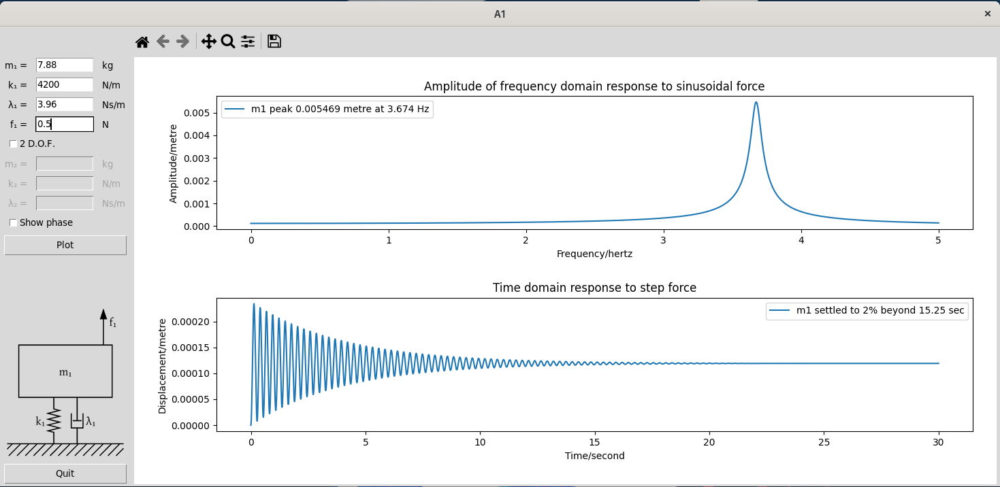 A1
×
m₁ = 7.88 kg
k₁ = 4200 N/m
λ₁ = 3.96 Ns/m
f₁ = 0.5 N
2 D.O.F.
m₂ = kg
k₂ = N/m
λ₂ = Ns/m
Show phase
Plot
f₁
m₁
k₁ λ₁
Quit
Amplitude of frequency domain response to sinusoidal force
m1 peak 0.005469 metre at 3.674 Hz
Amplitude/metre
0.005
0.004
0.003
0.002
0.001
0.000
0 1 2 3 4 5
Frequency/hertz
Time domain response to step force
m1 settled to 2% beyond 15.25 sec
Displacement/metre
0.00020
0.00015
0.00010
0.00005
0.00000
0 5 10 15 20 25 30
Time/second